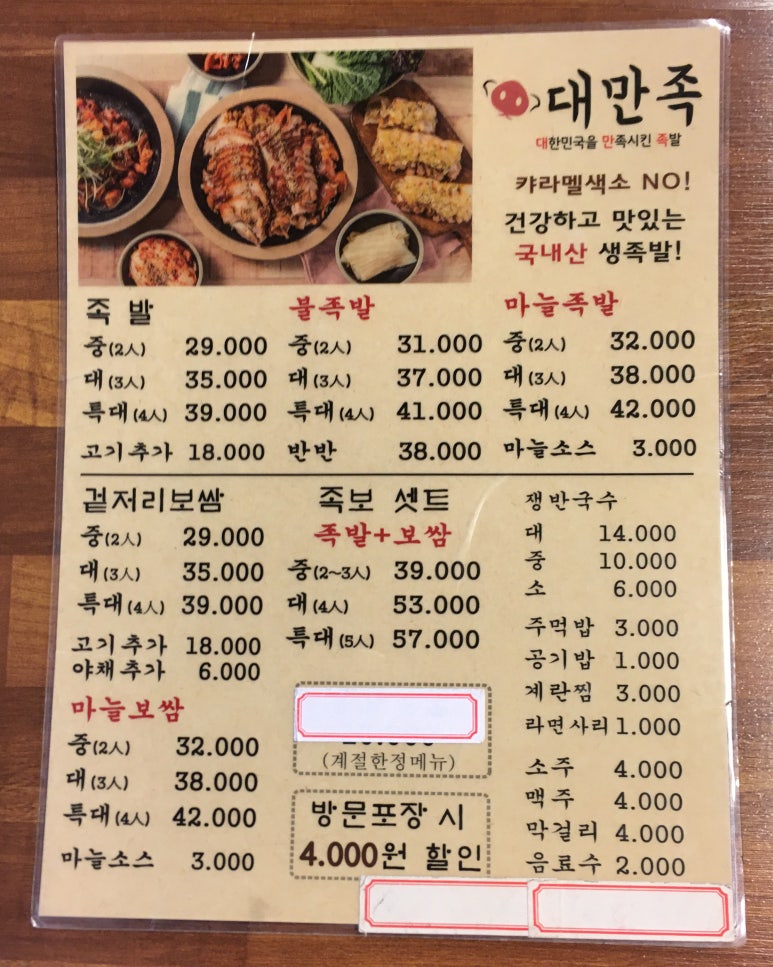 대만족
대한민국을 만족시킨 족발
캬라멜색소 NO!
건강하고 맛있는
국내산 생족발!
족 발
중(2人) 29.000
대(3人) 35.000
특대(4人) 39.000
고기추가 18.000
불족발
중(2人) 31.000
대(3人) 37.000
특대(4人) 41.000
반반 38.000
마늘족발
중(2人) 32.000
대(3人) 38.000
특대(4人) 42.000
마늘소스 3.000
겉저리보쌈
중(2人) 29.000
대(3人) 35.000
특대(4人) 39.000
고기추가 18.000
야채추가 6.000
마늘보쌈
중(2人) 32.000
대(3人) 38.000
특대(4人) 42.000
마늘소스 3.000
족보 셋트
족발+보쌈
중(2~3人) 39.000
대(4人) 53.000
특대(5人) 57.000
(계절한정메뉴)
방문포장 시
4.000원 할인
쟁반국수
대 14.000
중 10.000
소 6.000
주먹밥 3.000
공기밥 1.000
계란찜 3.000
라면사리 1.000
소주 4.000
맥주 4.000
막걸리 4.000
음료수 2.000